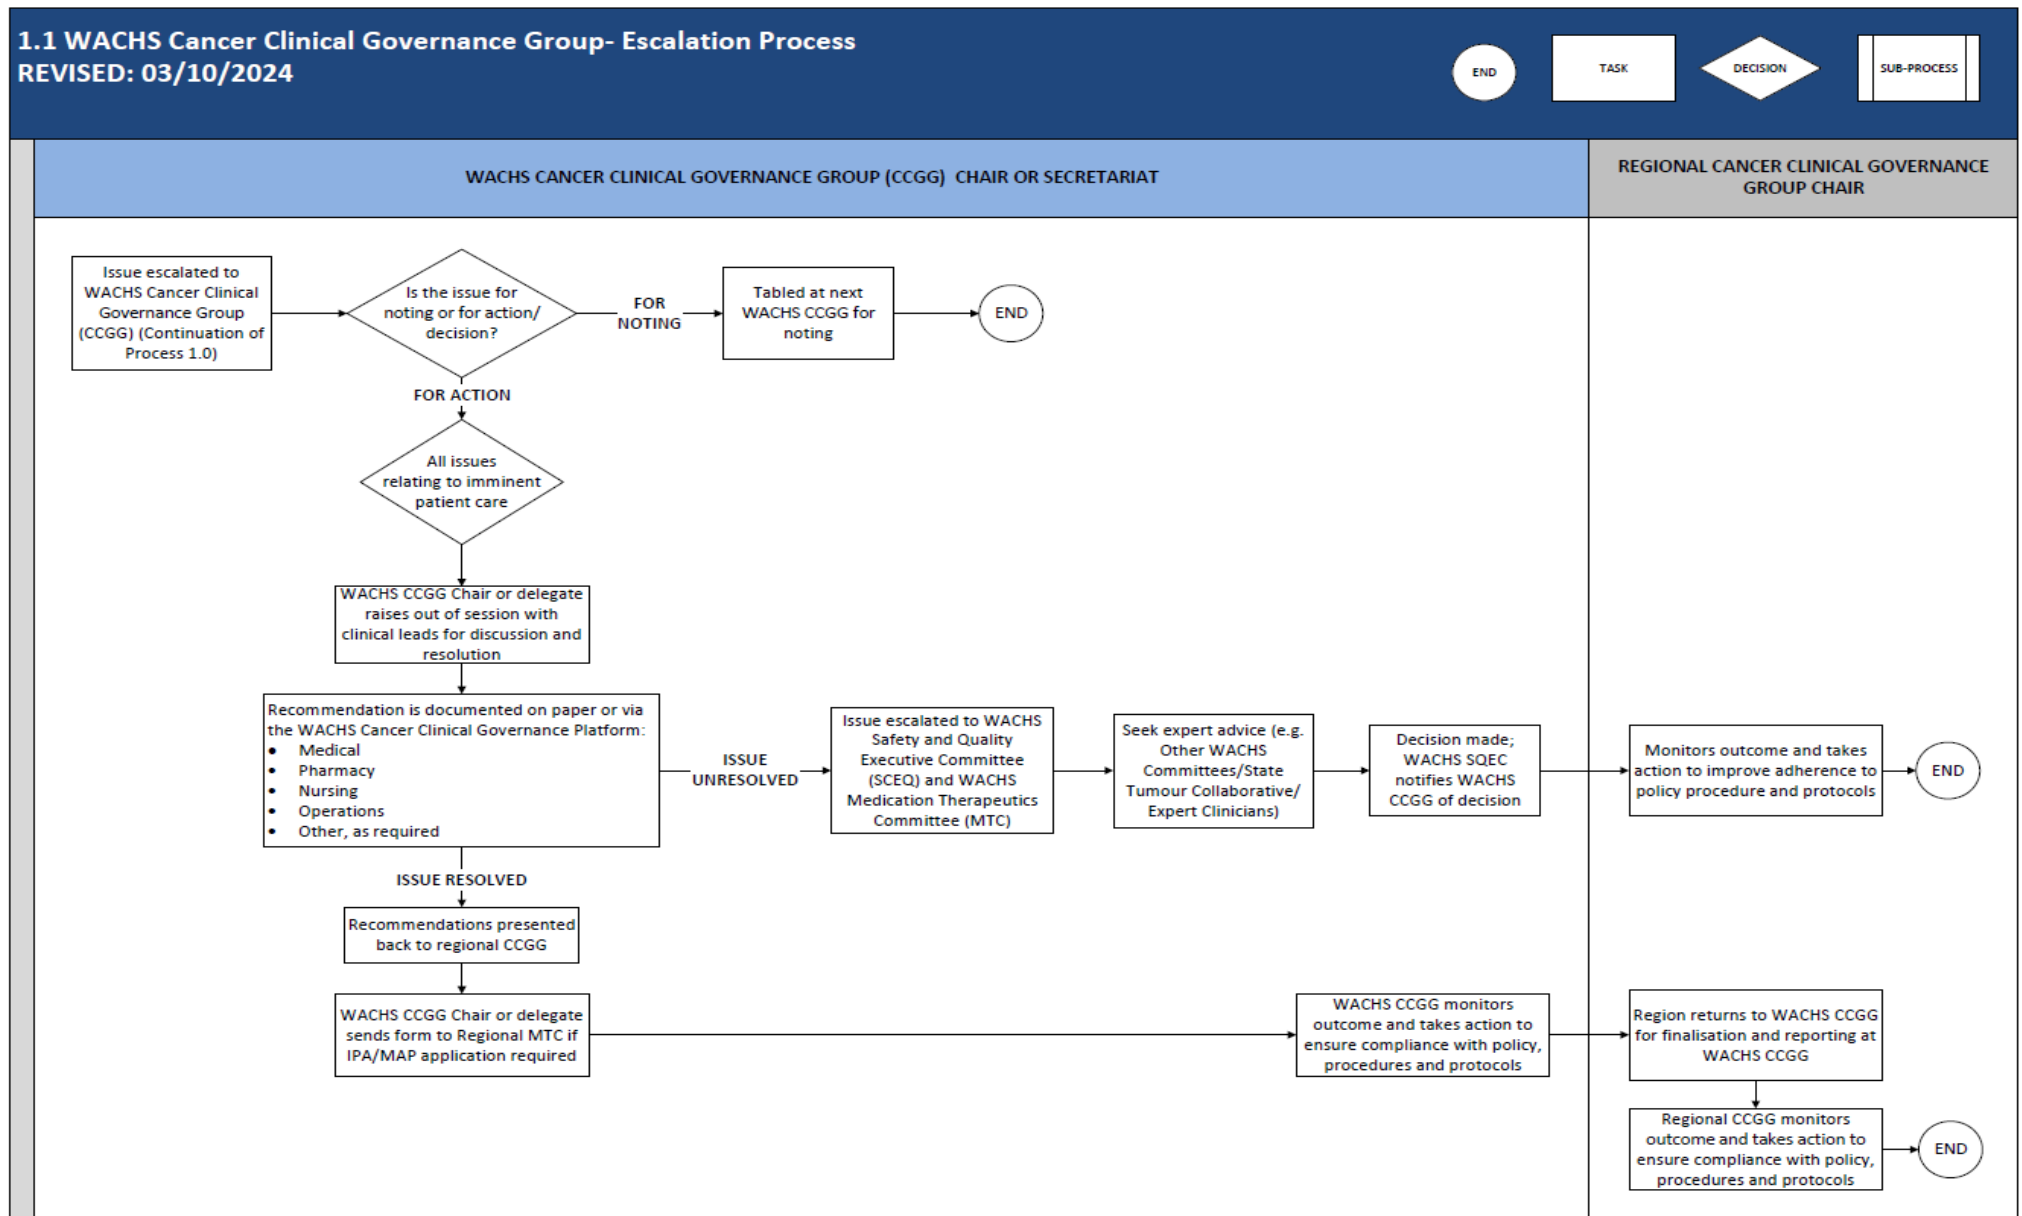 1.1 WACHS Cancer Clinical Governance Group- Escalation Process
REVISED: 03/10/2024
END
TASK
DECISION
SUB-PROCESS
WACHS CANCER CLINICAL GOVERNANCE GROUP (CCGG) CHAIR OR SECRETARIAT
REGIONAL CANCER CLINICAL GOVERNANCE
GROUP CHAIR
Issue escalated to
WACHS Cancer Clinical
Governance Group
(CCGG) (Continuation of
Process 1.0)
Is the issue for
noting or for action/
decision?
FOR
NOTING
Tabled at next
WACHS CCGG for
noting
END
FOR ACTION
All issues
relating to imminent
patient care
WACHS CCGG Chair or delegate
raises out of session with
clinical leads for discussion and
resolution
Recommendation is documented on paper or via
the WACHS Cancer Clinical Governance Platform:
• Medical
• Pharmacy
• Nursing
• Operations
• Other, as required
ISSUE
UNRESOLVED
Issue escalated to WACHS
Safety and Quality
Executive Committee
(SCEQ) and WACHS
Medication Therapeutics
Committee (MTC)
Seek expert advice (e.g.
Other WACHS
Committees/State
Tumour Collaborative/
Expert Clinicians)
Decision made;
WACHS SQEC
notifies WACHS
CCGG of decision
Monitors outcome and takes
action to improve adherence to
policy procedure and protocols
END
ISSUE RESOLVED
Recommendations presented
back to regional CCGG
WACHS CCGG Chair or delegate
sends form to Regional MTC if
IPA/MAP application required
WACHS CCGG monitors
outcome and takes action to
ensure compliance with policy,
procedures and protocols
Region returns to WACHS CCGG
for finalisation and reporting at
WACHS CCGG
Regional CCGG monitors
outcome and takes action to
ensure compliance with policy,
procedures and protocols
END